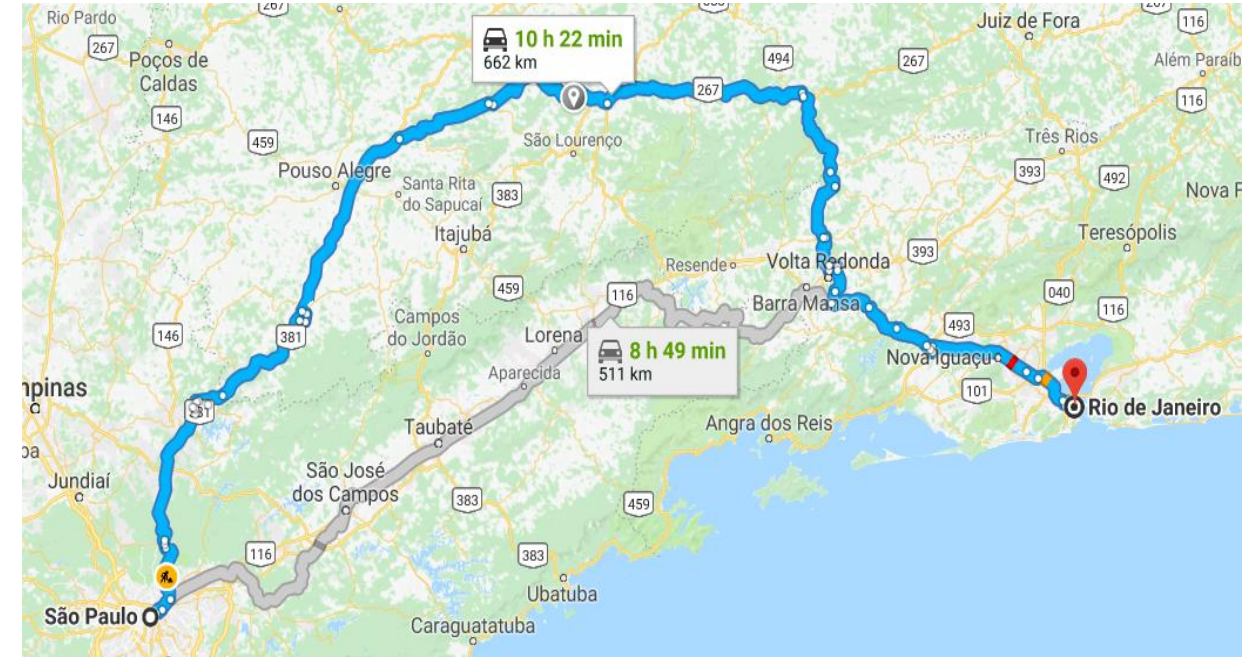 267
Rio Pardo
267
Poços de
Caldas
146
459
Pouso Alegre
Santa Rita
do Sapucaí
383
Itajubá
10 h 22 min
662 km
São Lourenço
267
494
267
Juiz de Fora
116
Além Paraíb
116
Três Rios
393
492
Nova F
Teresópolis
393
Resende
Volta Redonda
Barra Mansa
040
116
459
116
Campos
do Jordão
Lorena
8 h 49 min
511 km
Aparecida
493
Nova Iguaçu
101
Rio de Janeiro
Angra dos Reis
146
381
mpinas
381
Jundiaí
Taubaté
São José
dos Campos
383
459
116
383
Ubatuba
São Paulo
Caraguatatuba